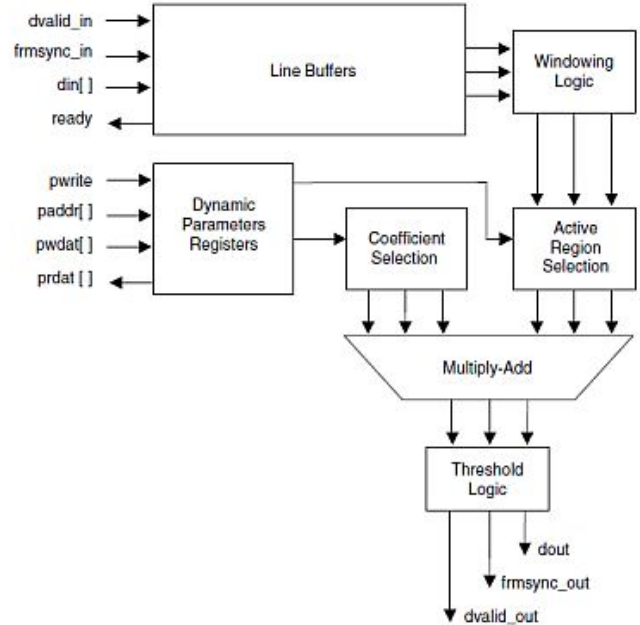 dvalid_in
frmsync_in
din[ ]
ready
Line Buffers
Windowing
Logic
pwrite
paddr[ ]
pwdat[ ]
prdat [ ]
Dynamic
Parameters
Registers
Coefficient
Selection
Active
Region
Selection
Multiply-Add
Threshold
Logic
dout
frmsync_out
dvalid_out